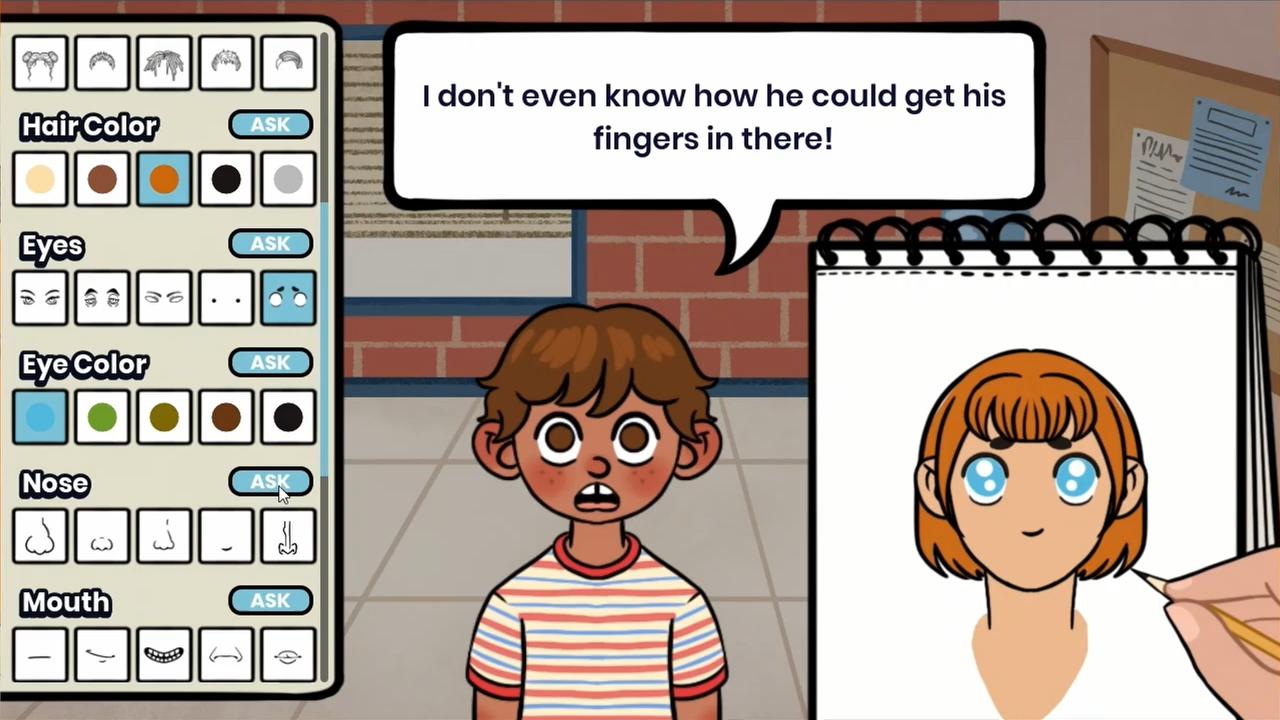 I don't even know how he could get his
fingers in there!
Hair Color
ASK
Eyes
ASK
Eye Color
ASK
Nose
ASK
Mouth
ASK